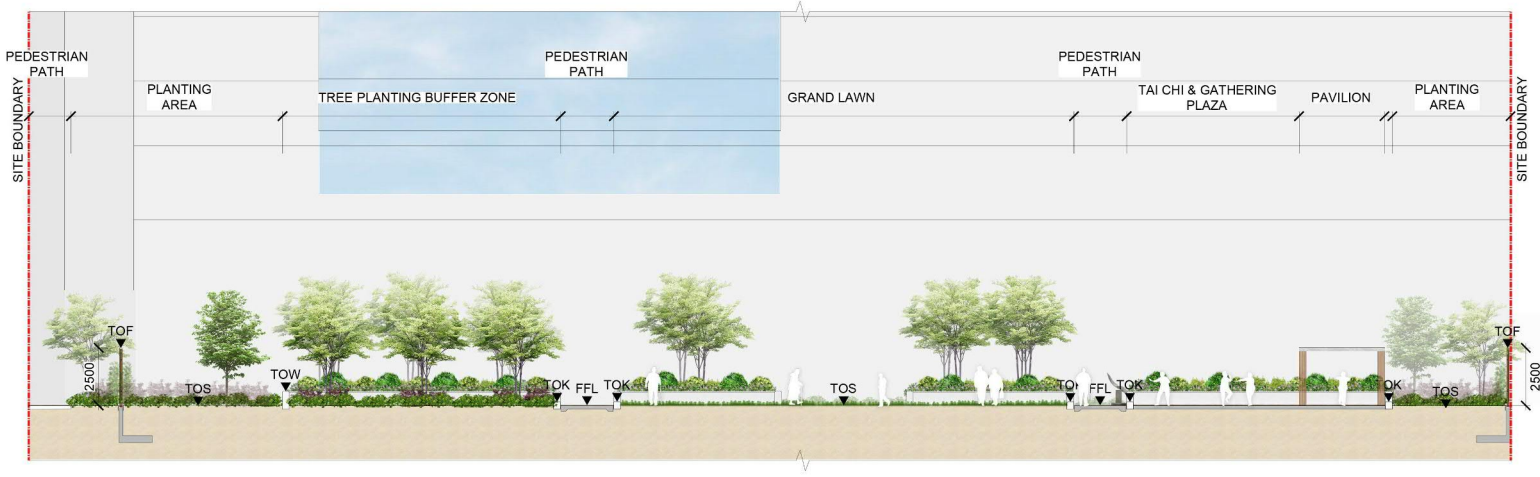 PEDESTRIAN
PATH
PEDESTRIAN
PATH
PEDESTRIAN
PATH
SITE BOUNDARY
PLANTING
AREA
TREE PLANTING BUFFER ZONE
GRAND LAWN
TAI CHI & GATHERING
PLAZA
PAVILION
PLANTING
AREA
SITE BOUNDARY
TOF
TOF
2500
2500
TOS
TOW
TOK
FFL
TOK
TOS
FFL
TOK
TOS